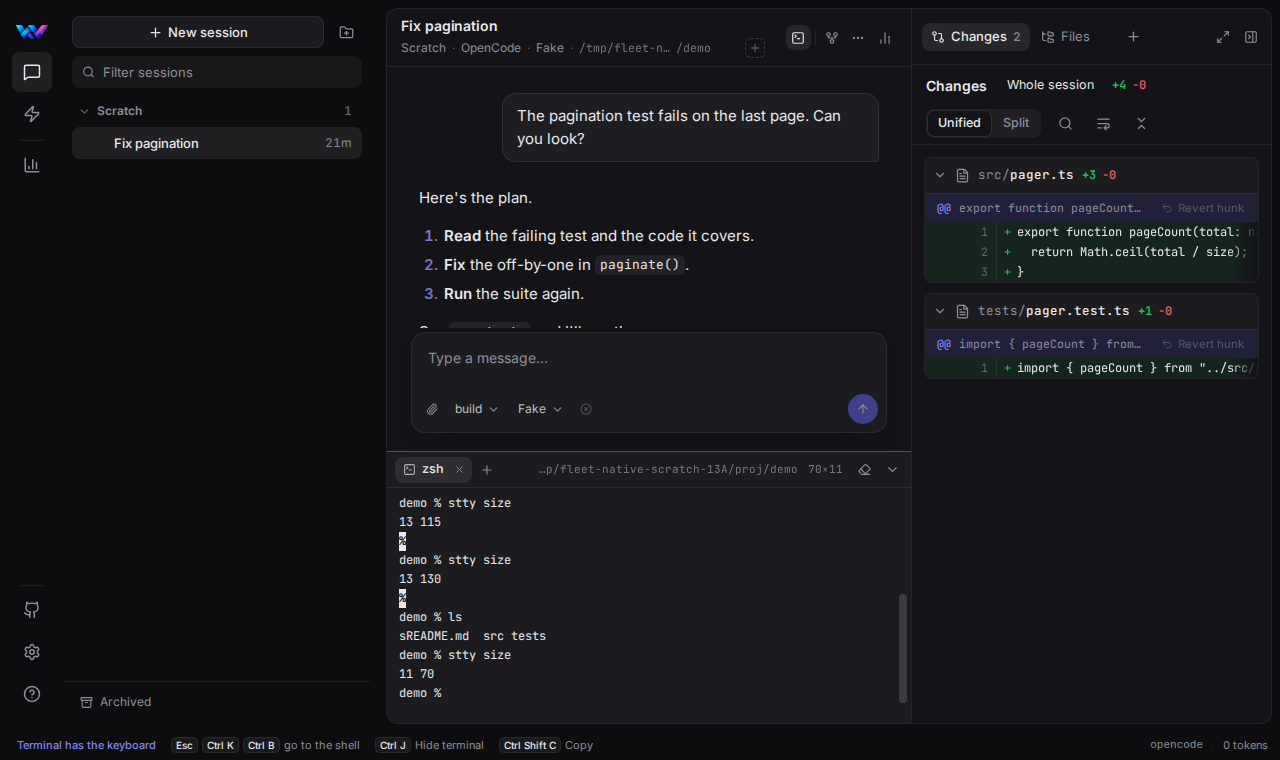 New session
Filter sessions
Scratch 1
Fix pagination 21m
Archived
Fix pagination
Scratch · OpenCode · Fake · /tmp/fleet-n… /demo
The pagination test fails on the last page. Can
you look?
Here's the plan.
1. Read the failing test and the code it covers.
2. Fix the off-by-one in paginate().
3. Run the suite again.
Type a message...
build Fake
zsh …p/fleet-native-scratch-13A/proj/demo 70×11
demo % stty size
13 115
%
demo % stty size
13 130
%
demo % ls
sREADME.md src tests
demo % stty size
11 70
demo %
Changes 2 Files
Changes Whole session +4 -0
Unified Split
src/pager.ts +3 -0
@@ export function pageCount… Revert hunk
1 + export function pageCount(total:
2 + return Math.ceil(total / size);
3 + }
tests/pager.test.ts +1 -0
@@ import { pageCount } from… Revert hunk
1 + import { pageCount } from "../src/
Terminal has the keyboard Esc Ctrl K Ctrl B go to the shell Ctrl J Hide terminal Ctrl Shift C Copy
opencode 0 tokens